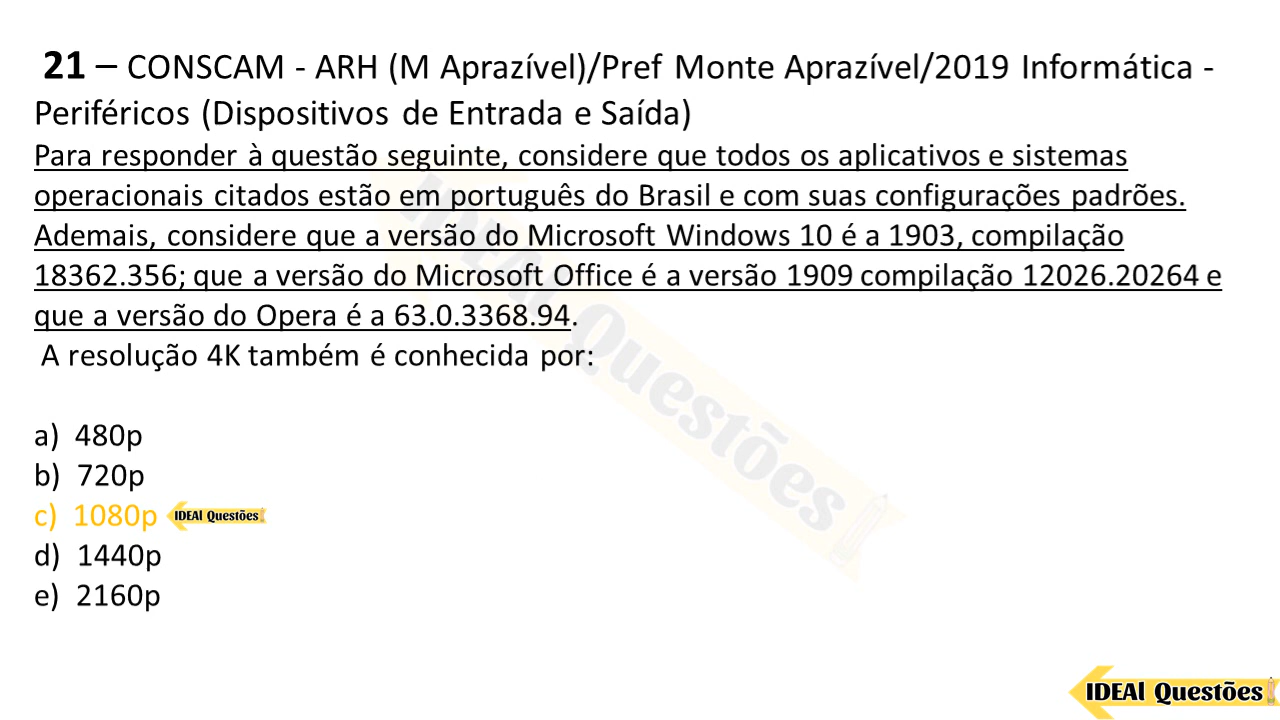 21 – CONSCAM - ARH (M Aprazível)/Pref Monte Aprazível/2019 Informática -
Periféricos (Dispositivos de Entrada e Saída)
Para responder à questão seguinte, considere que todos os aplicativos e sistemas
operacionais citados estão em português do Brasil e com suas configurações padrões.
Ademais, considere que a versão do Microsoft Windows 10 é a 1903, compilação
18362.356; que a versão do Microsoft Office é a versão 1909 compilação 12026.20264 e
que a versão do Opera é a 63.0.3368.94.
A resolução 4K também é conhecida por:
a) 480p
b) 720p
c) 1080p IDEAl Questões
d) 1440p
e) 2160p
IDEAl Questões
IDEAl Questões